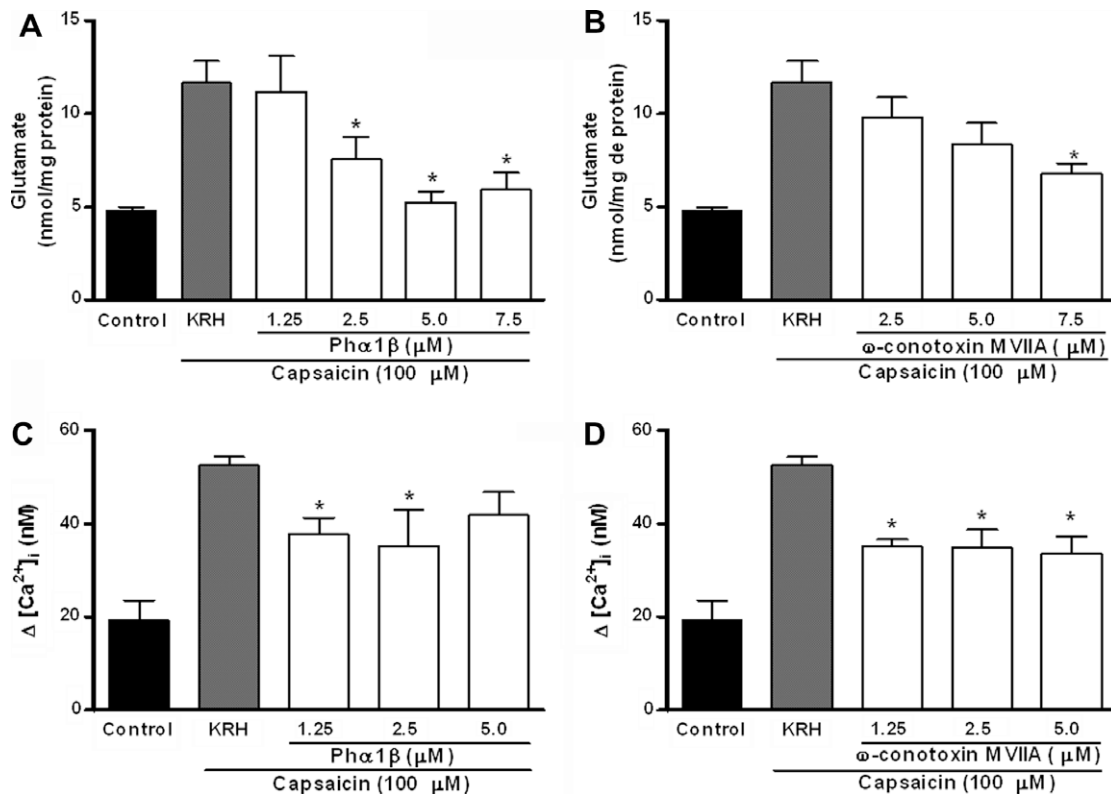 A
Glutamate
(nmol/mg protein)
15
10
5
0
*
*
*
Control
KRH
1.25
2.5
5.0
7.5
Phα1β (μM)
Capsaicin (100 μM)
B
Glutamate
(nmol/mg de protein)
15
10
5
0
*
Control
KRH
2.5
5.0
7.5
ω-conotoxin MVIIA ( μM)
Capsaicin (100 μM)
C
Δ [Ca²⁺]ᵢ (nM)
60
40
20
0
*
*
Control
KRH
1.25
2.5
5.0
Phα1β (μM)
Capsaicin (100 μM)
D
Δ [Ca²⁺]ᵢ (nM)
60
40
20
0
*
*
*
Control
KRH
1.25
2.5
5.0
ω-conotoxin MVIIA ( μM)
Capsaicin (100 μM)